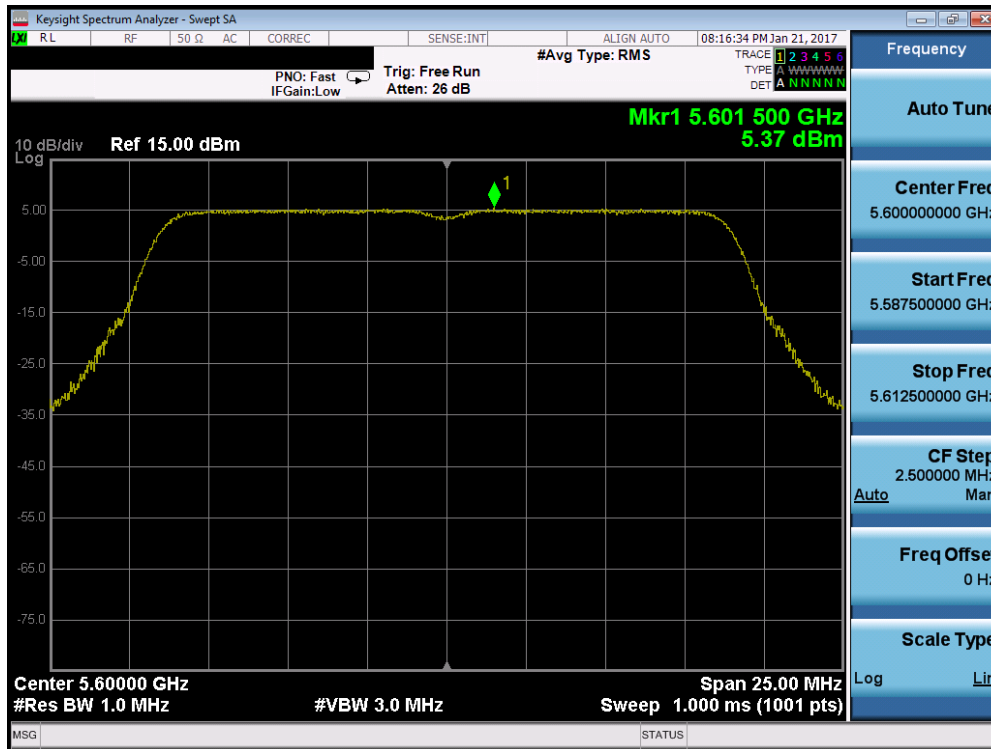 Keysight Spectrum Analyzer - Swept SA
LXI RL RF 50 Ω AC CORREC SENSE:INT ALIGN AUTO 08:16:34 PM Jan 21, 2017
#Avg Type: RMS
TRACE 1 2 3 4 5 6
TYPE A WWWWW
DET A N N N N N
PNO: Fast
IFGain:Low
Trig: Free Run
Atten: 26 dB
Mkr1 5.601 500 GHz
5.37 dBm
10 dB/div
Log
Ref 15.00 dBm
1
5.00
-5.00
-15.0
-25.0
-35.0
-45.0
-55.0
-65.0
-75.0
Center 5.60000 GHz
Span 25.00 MHz
#Res BW 1.0 MHz
#VBW 3.0 MHz
Sweep 1.000 ms (1001 pts)
MSG
STATUS
Frequency
Auto Tune
Center Freq
5.600000000 GHz
Start Freq
5.587500000 GHz
Stop Freq
5.612500000 GHz
CF Step
2.500000 MHz
Auto Man
Freq Offset
0 Hz
Scale Type
Log Lin